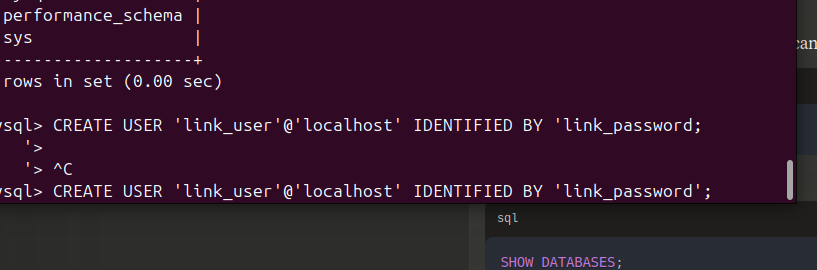 performance_schema |
sys |
-------------------+
rows in set (0.00 sec)
ysql> CREATE USER 'link_user'@'localhost' IDENTIFIED BY 'link_password;
'>
'> ^C
ysql> CREATE USER 'link_user'@'localhost' IDENTIFIED BY 'link_password';
can
sql
SHOW DATABASES;